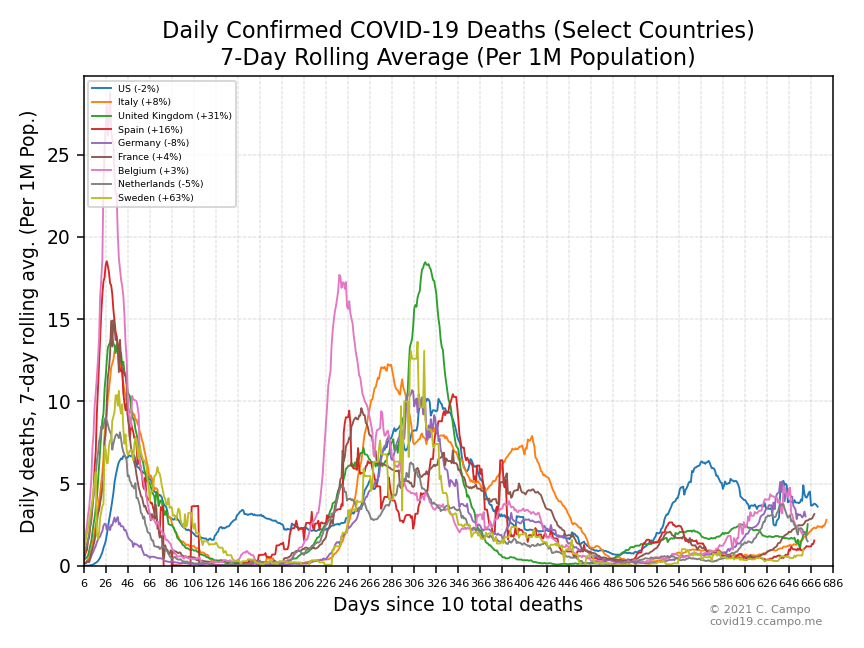 Daily Confirmed COVID-19 Deaths (Select Countries)
7-Day Rolling Average (Per 1M Population)
Daily deaths, 7-day rolling avg. (Per 1M Pop.)
US (-2%)
Italy (+8%)
United Kingdom (+31%)
Spain (+16%)
Germany (-8%)
France (+4%)
Belgium (+3%)
Netherlands (-5%)
Sweden (+63%)
25
20
15
10
5
0
6 26 46 66 86 106 126 146 166 186 206 226 246 266 286 306 326 346 366 386 406 426 446 466 486 506 526 546 566 586 606 626 646 666 686
Days since 10 total deaths
© 2021 C. Campo
covid19.ccampo.me